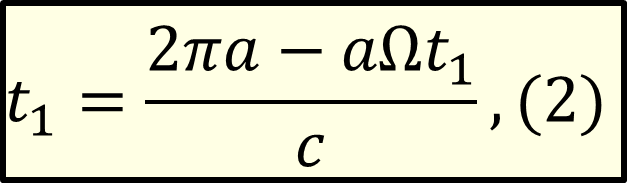 t₁ = (2πa − aΩt₁)/c , (2)